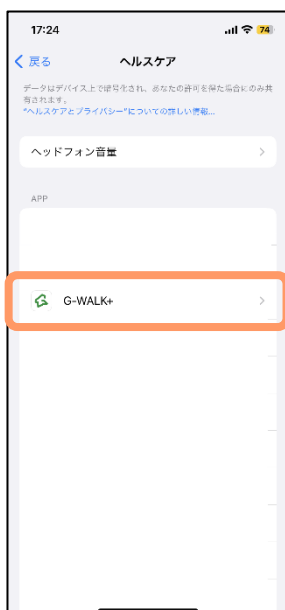 17:24
74
戻る
ヘルスケア
データはデバイス上で暗号化され、あなたの許可を得た場合にのみ共
有されます。
“ヘルスケアとプライバシー”についての詳しい情報...
ヘッドフォン音量
APP
G-WALK+